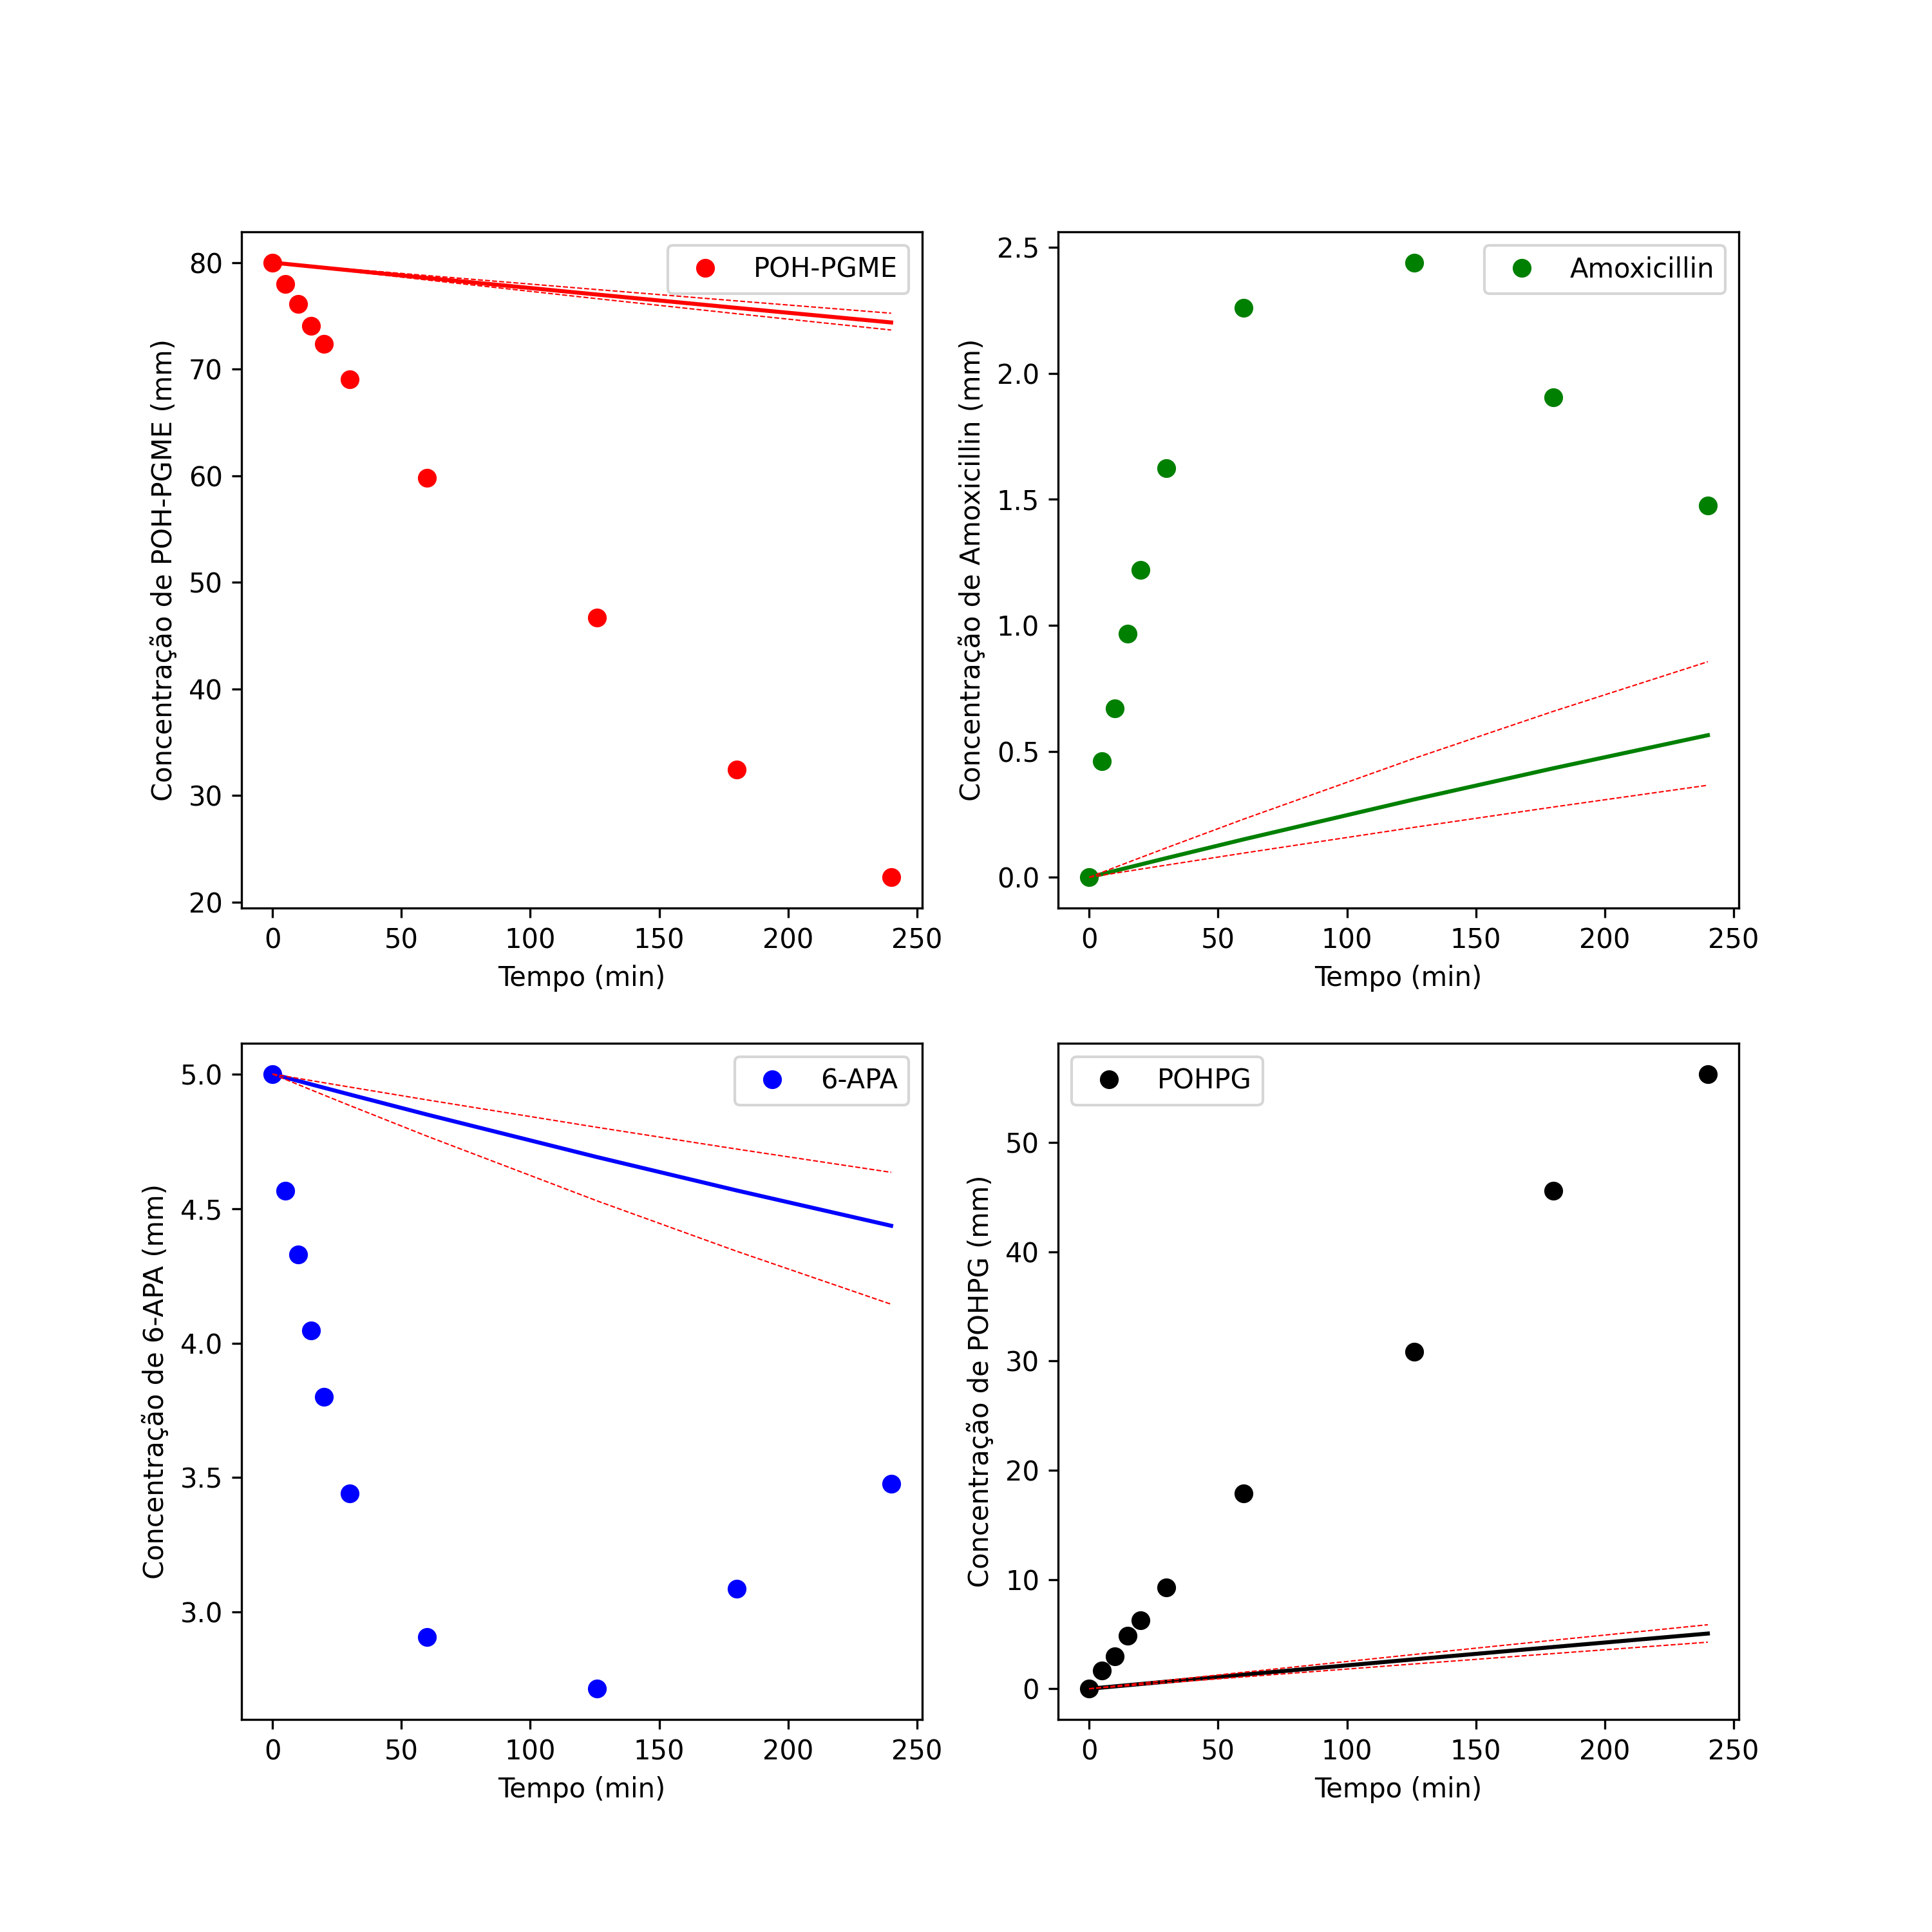 POH-PGME
Concentração de POH-PGME (mm)
80
70
60
50
40
30
20
0 50 100 150 200 250
Tempo (min)
Amoxicillin
Concentração de Amoxicillin (mm)
2.5
2.0
1.5
1.0
0.5
0.0
0 50 100 150 200 250
Tempo (min)
6-APA
Concentração de 6-APA (mm)
5.0
4.5
4.0
3.5
3.0
0 50 100 150 200 250
Tempo (min)
POHPG
Concentração de POHPG (mm)
50
40
30
20
10
0
0 50 100 150 200 250
Tempo (min)